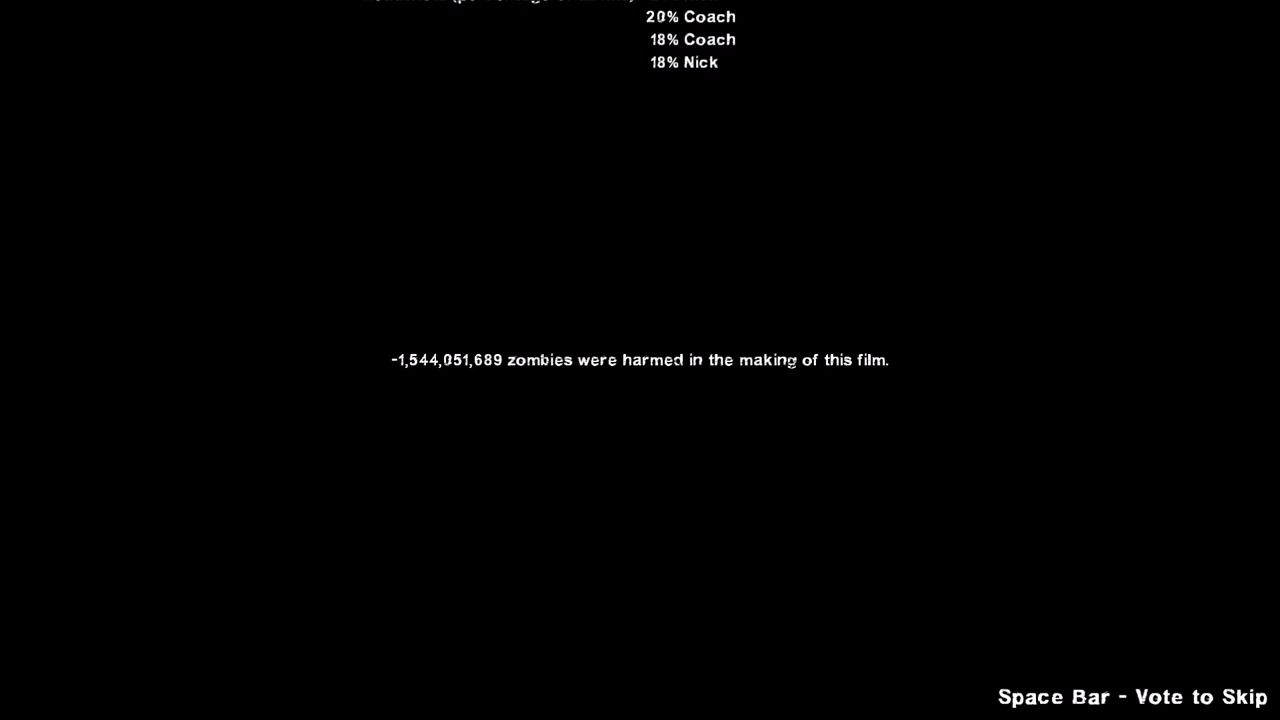 20% Coach
18% Coach
18% Nick
-1,544,051,689 zombies were harmed in the making of this film.
Space Bar - Vote to Skip